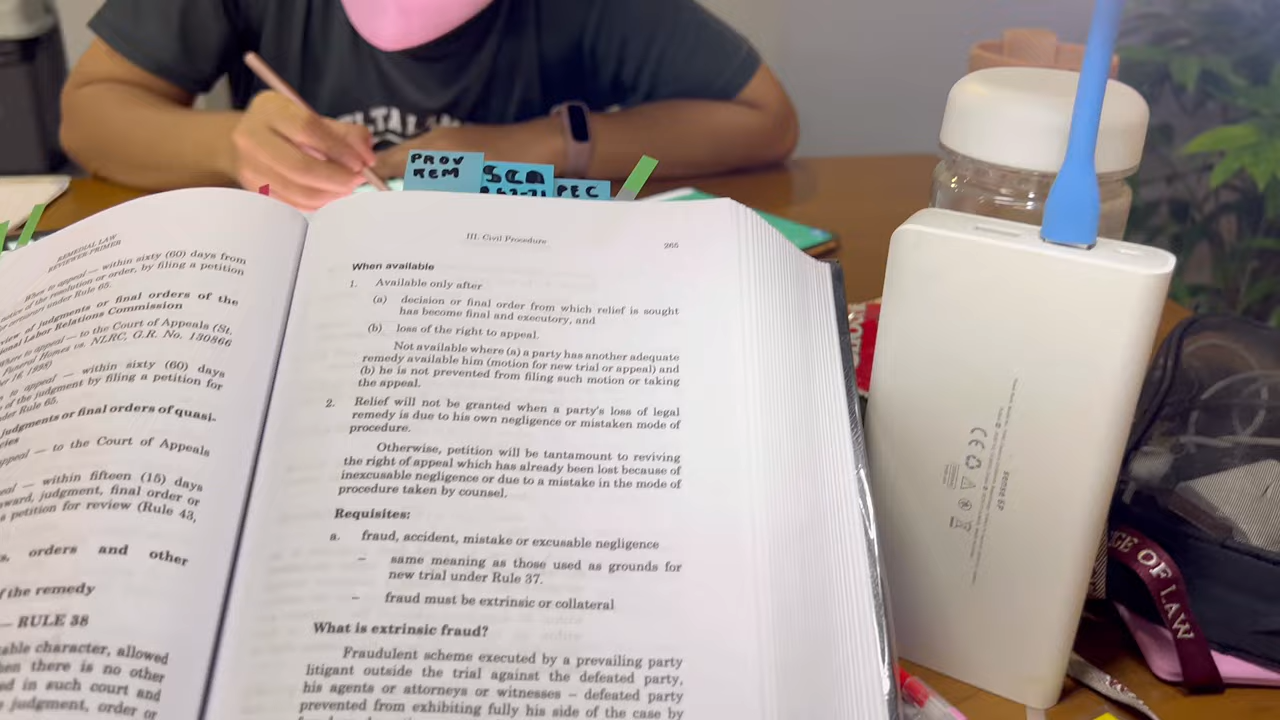 PROV
REM
SCA
PEC
REMEDIAL LAW
REVIEWER-PRIMER
When to appeal — within sixty (60) days from
of the resolution or order, by filing a petition
under Rule 65.
of judgments or final orders of the
Labor Relations Commission
Where to appeal — to the Court of Appeals (St.
Funeral Homes vs. NLRC, G.R. No. 130866
16, 1998)
to appeal — within sixty (60) days
of the judgment by filing a petition for
Rule 65.
judgments or final orders of quasi-
appeal — to the Court of Appeals
within fifteen (15) days
award, judgment, final order or
petition for review (Rule 43,
orders and other
of the remedy
— RULE 38
character, allowed
when there is no other
in such court and
judgment, order or
III. Civil Procedure
265
When available
1. Available only after
(a) decision or final order from which relief is sought
has become final and executory, and
(b) loss of the right to appeal.
Not available where (a) a party has another adequate
remedy available him (motion for new trial or appeal) and
(b) he is not prevented from filing such motion or taking
the appeal.
2. Relief will not be granted when a party's loss of legal
remedy is due to his own negligence or mistaken mode of
procedure.
Otherwise, petition will be tantamount to reviving
the right of appeal which has already been lost because of
inexcusable negligence or due to a mistake in the mode of
procedure taken by counsel.
Requisites:
a. fraud, accident, mistake or excusable negligence
– same meaning as those used as grounds for
new trial under Rule 37.
– fraud must be extrinsic or collateral
What is extrinsic fraud?
Fraudulent scheme executed by a prevailing party
litigant outside the trial against the defeated party,
his agents or attorneys or witnesses – defeated party
prevented from exhibiting fully his side of the case by
CE
OF LAW